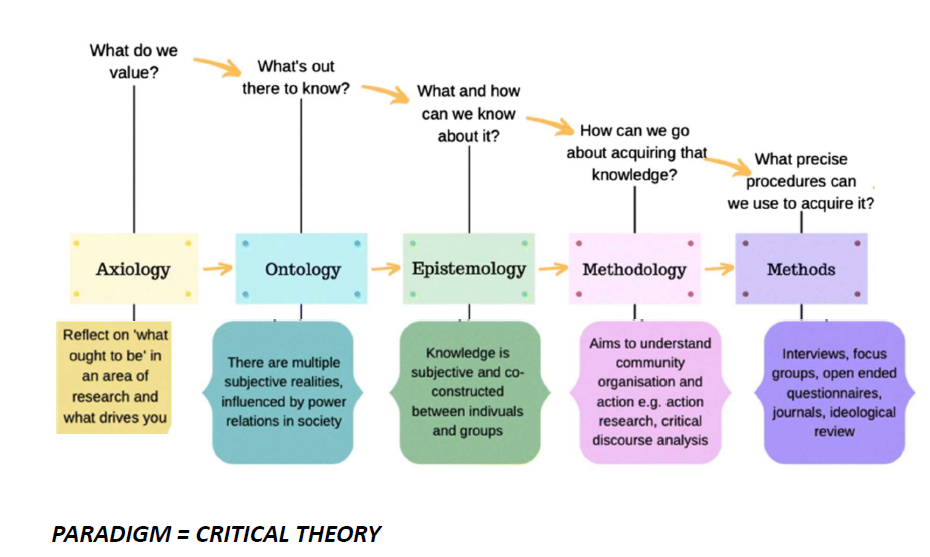 What do we
value?
What's out
there to know?
What and how
can we know
about it?
How can we go
about acquiring that
knowledge?
What precise
procedures can
we use to acquire it?
Axiology
Ontology
Epistemology
Methodology
Methods
Reflect on 'what
ought to be' in
an area of
research and
what drives you
There are multiple
subjective realities,
influenced by power
relations in society
Knowledge is
subjective and co-
constructed
between indivuals
and groups
Aims to understand
community
organisation and
action e.g. action
research, critical
discourse analysis
Interviews, focus
groups, open ended
questionnaires,
journals, ideological
review
PARADIGM = CRITICAL THEORY